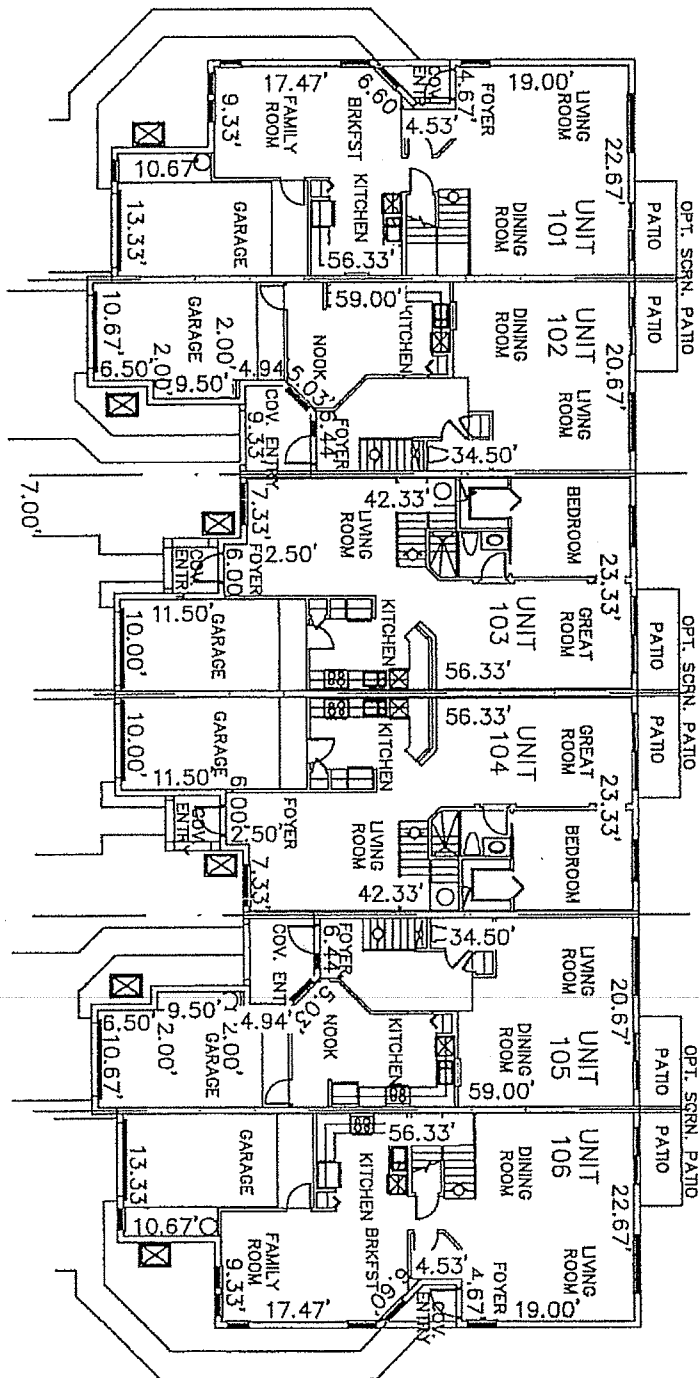 OPT. SCRN. PATIO
PATIO
PATIO
22.67'
LIVING
ROOM
UNIT
101
DINING
ROOM
19.00'
FOYER
4.67'
COV.
ENTRY
4.53'
6.60
BRKFST
KITCHEN
56.33'
17.47'
FAMILY
ROOM
9.33'
10.67'
GARAGE
13.33'
20.67'
UNIT
102
DINING
ROOM
LIVING
ROOM
34.50'
59.00'
KITCHEN
NOOK
5.03'
6.44
FOYER
COV. ENTRY
9.33'
4.94
2.00'
GARAGE
2.00'
9.50'
6.50'
10.67'
7.00'
OPT. SCRN. PATIO
PATIO
PATIO
23.33'
BEDROOM
GREAT
ROOM
UNIT
103
56.33'
42.33'
LIVING
ROOM
KITCHEN
7.33'
FOYER
2.50'
6.00'
COV.
ENTRY
GARAGE
11.50'
10.00'
23.33'
GREAT
ROOM
BEDROOM
UNIT
104
56.33'
KITCHEN
LIVING
ROOM
42.33'
FOYER
GARAGE
6.00'
2.50'
7.33'
COV.
ENTRY
11.50'
10.00'
OPT. SCRN. PATIO
PATIO
PATIO
20.67'
LIVING
ROOM
UNIT
105
DINING
ROOM
34.50'
59.00'
KITCHEN
FOYER
6.44
5.03'
NOOK
COV. ENT
4.94'
2.00'
GARAGE
9.50'
2.00'
6.50'
10.67'
22.67'
UNIT
106
DINING
ROOM
LIVING
ROOM
56.33'
KITCHEN
BRKFST
4.53'
FOYER
4.67'
19.00'
COV.
ENTRY
6.60
17.47'
FAMILY
ROOM
9.33'
GARAGE
10.67'
13.33